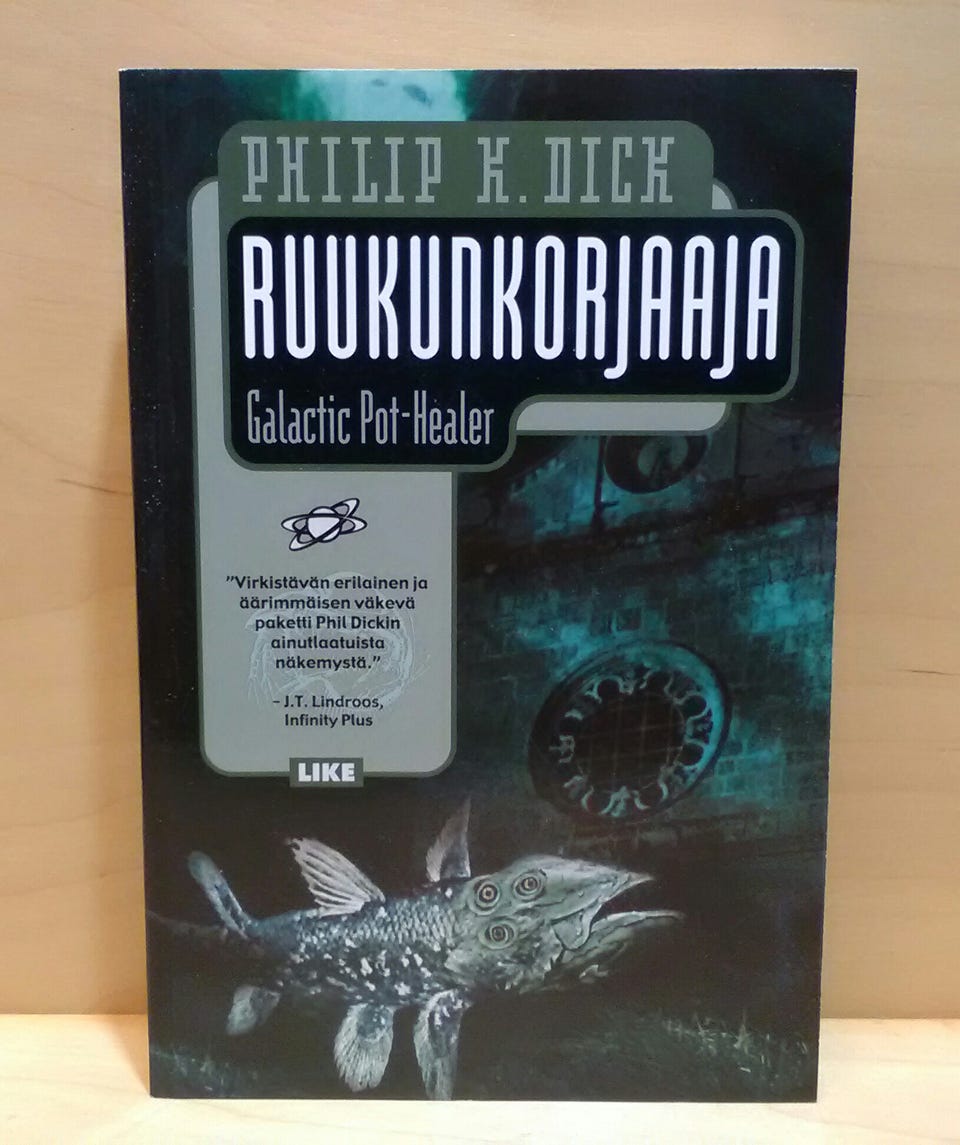 PHILIP K. DICK
RUUKUNKORJAAJA
Galactic Pot-Healer
"Virkistävän erilainen ja
äärimmäisen väkevä
paketti Phil Dickin
ainutlaatuista
näkemystä."
– J.T. Lindroos,
Infinity Plus
LIKE